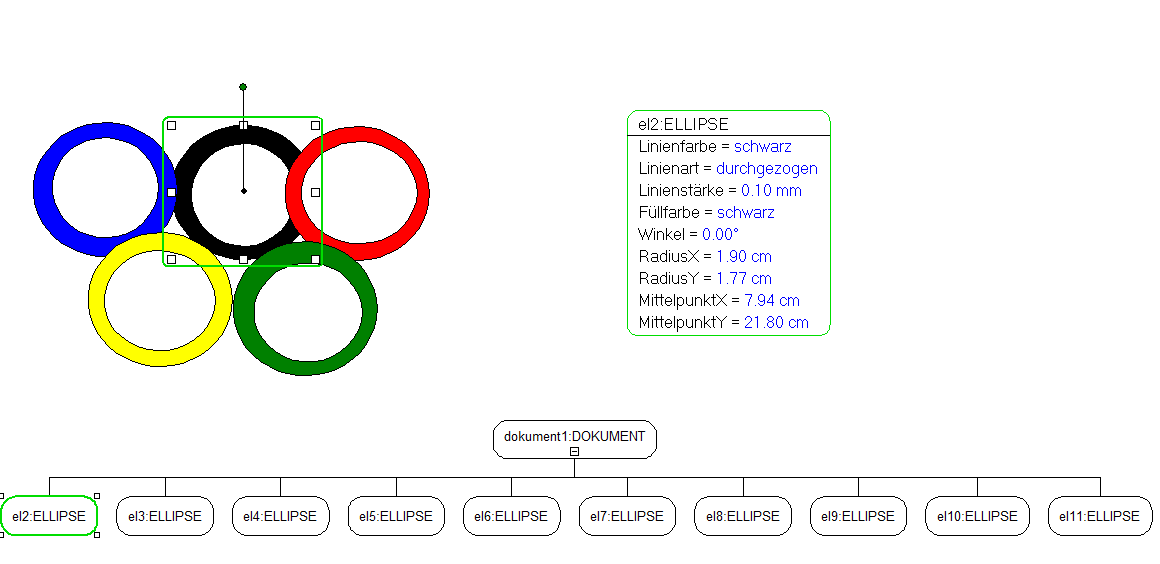 el2:ELLIPSE
Linienfarbe = schwarz
Linienart = durchgezogen
Linienstärke = 0.10 mm
Füllfarbe = schwarz
Winkel = 0.00°
RadiusX = 1.90 cm
RadiusY = 1.77 cm
MittelpunktX = 7.94 cm
MittelpunktY = 21.80 cm
dokument1:DOKUMENT
el2:ELLIPSE el3:ELLIPSE el4:ELLIPSE el5:ELLIPSE el6:ELLIPSE el7:ELLIPSE el8:ELLIPSE el9:ELLIPSE el10:ELLIPSE el11:ELLIPSE